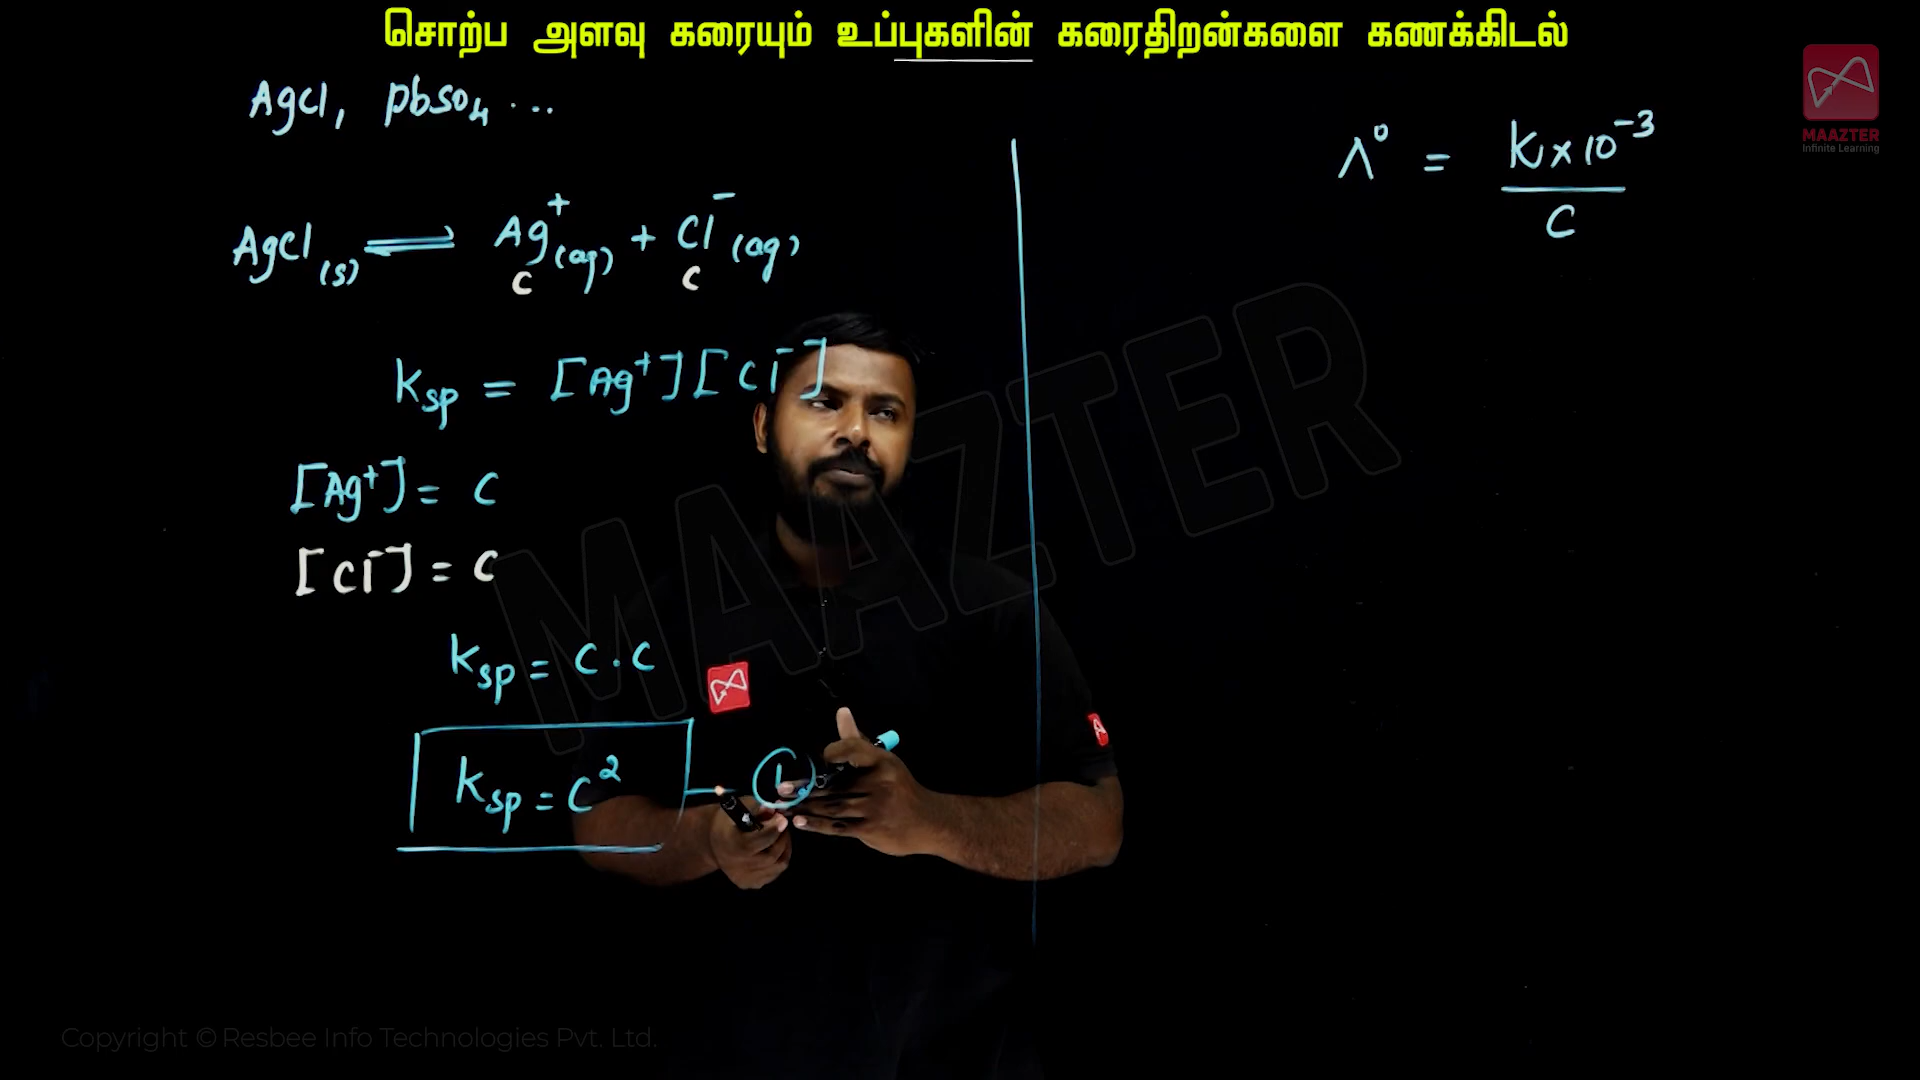 சொற்ப அளவு கரையும் உப்புகளின் கரைதிறன்களை கணக்கிடல்
AgCl, PbSO₄ ...
AgCl(s) ⇌ Ag⁺(aq) + Cl⁻(aq)
C C
Ksp = [Ag⁺][Cl⁻]
[Ag⁺] = C
[Cl⁻] = C
Ksp = C . C
Ksp = C²
Λ° = K × 10⁻³
C
MAAZTER
Infinite Learning
MAAZTER
Copyright © Resbee Info Technologies Pvt. Ltd.